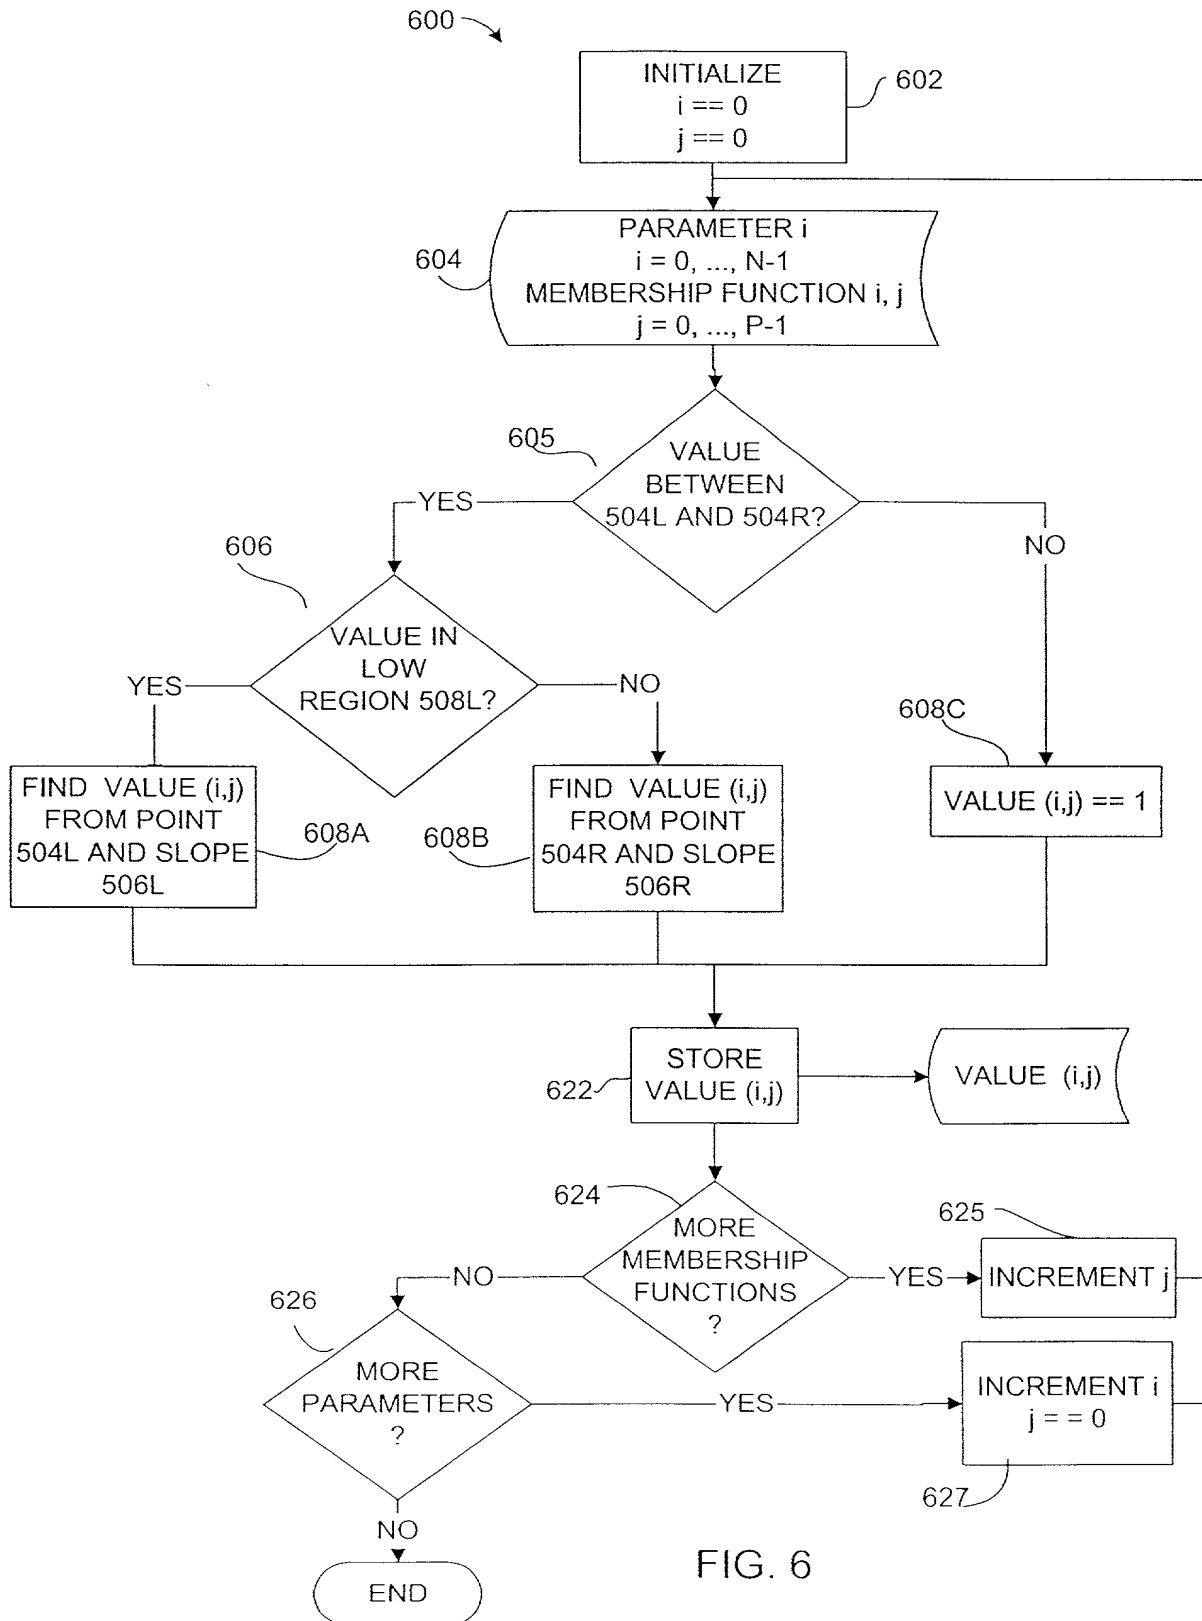 600
INITIALIZE
i == 0
j == 0
602
PARAMETER i
i = 0, ..., N-1
MEMBERSHIP FUNCTION i, j
j = 0, ..., P-1
604
605
VALUE
BETWEEN
504L AND 504R?
YES
NO
606
VALUE IN
LOW
REGION 508L?
YES
NO
608C
FIND VALUE (i,j)
FROM POINT
504L AND SLOPE
506L
608A
608B
FIND VALUE (i,j)
FROM POINT
504R AND SLOPE
506R
VALUE (i,j) == 1
622
STORE
VALUE (i,j)
VALUE (i,j)
624
MORE
MEMBERSHIP
FUNCTIONS
?
NO
YES
625
INCREMENT j
626
MORE
PARAMETERS
?
YES
INCREMENT i
j = = 0
627
NO
END
FIG. 6